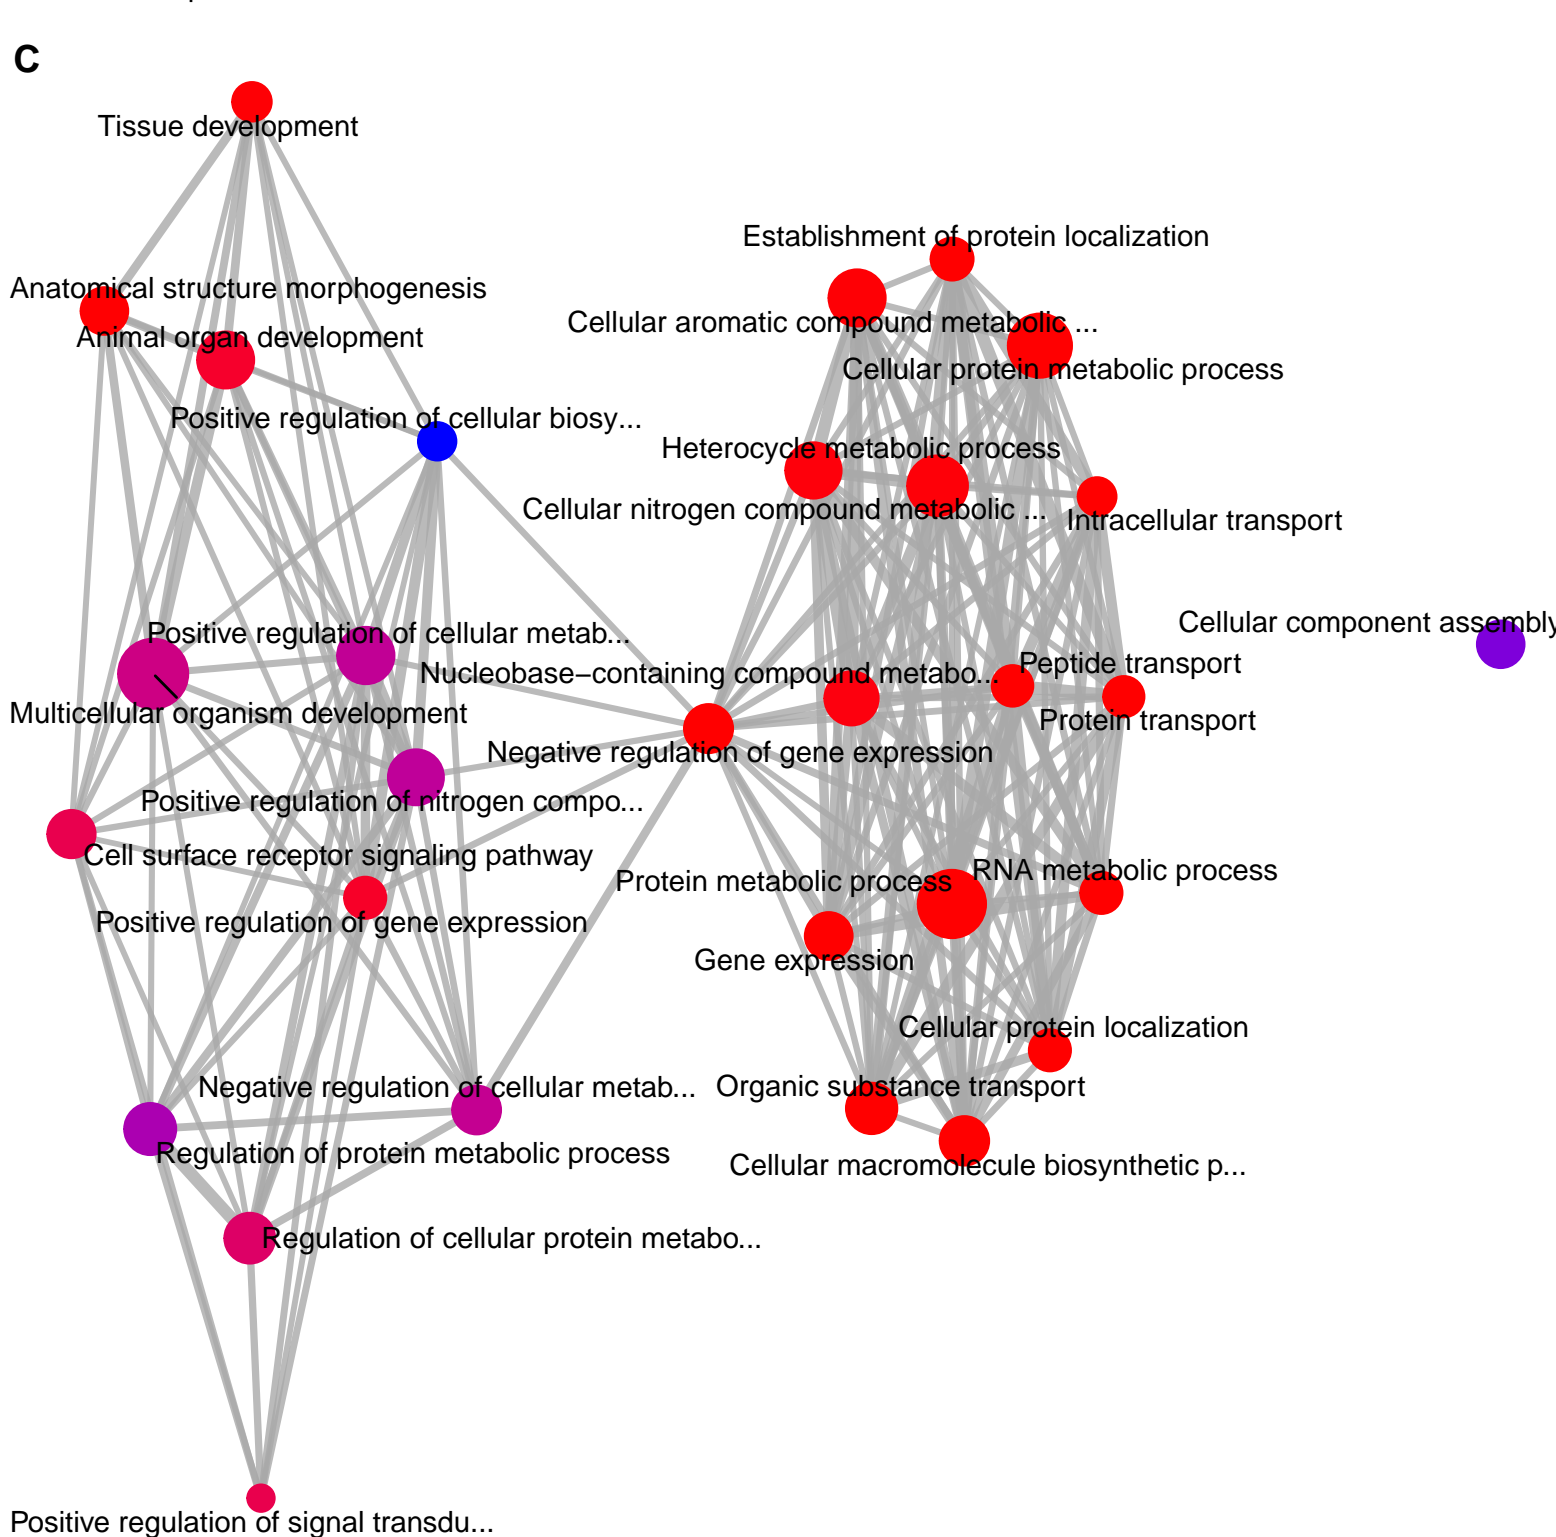 C
Tissue development
Establishment of protein localization
Anatomical structure morphogenesis
Cellular aromatic compound metabolic ...
Animal organ development
Cellular protein metabolic process
Positive regulation of cellular biosy...
Heterocycle metabolic process
Cellular nitrogen compound metabolic ...
Intracellular transport
Cellular component assembly
Positive regulation of cellular metab...
Peptide transport
Nucleobase−containing compound metabo...
Multicellular organism development
Protein transport
Negative regulation of gene expression
Positive regulation of nitrogen compo...
Cell surface receptor signaling pathway
RNA metabolic process
Protein metabolic process
Positive regulation of gene expression
Gene expression
Cellular protein localization
Negative regulation of cellular metab...
Organic substance transport
Regulation of protein metabolic process
Cellular macromolecule biosynthetic p...
Regulation of cellular protein metabo...
Positive regulation of signal transdu...